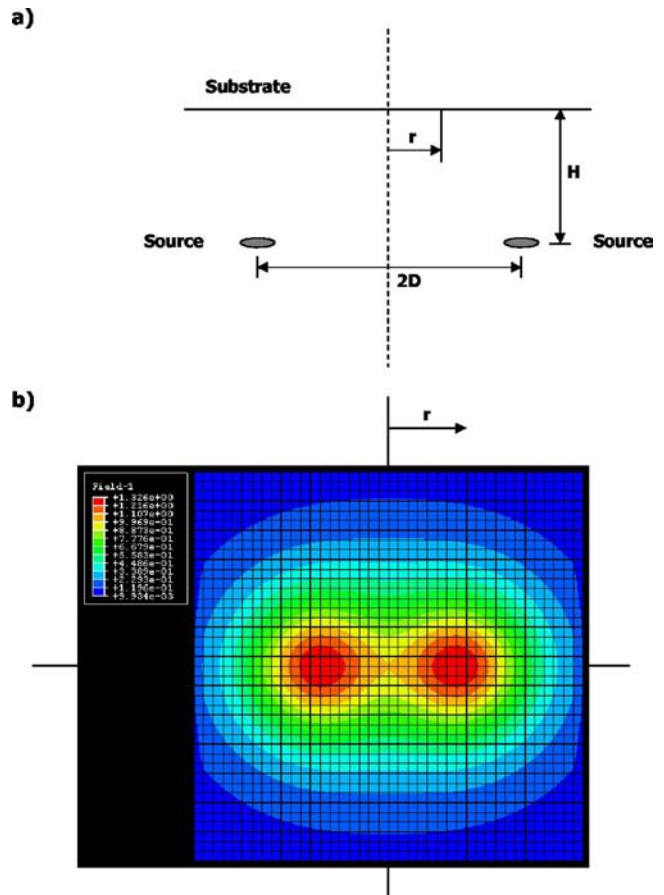 a)
Substrate
r
H
Source
Source
2D
b)
r
Field-1
+1.326e+00
+1.216e+00
+1.107e+00
+9.969e-01
+8.873e-01
+7.776e-01
+6.679e-01
+5.583e-01
+4.486e-01
+3.389e-01
+2.293e-01
+1.196e-01
+9.934e-03